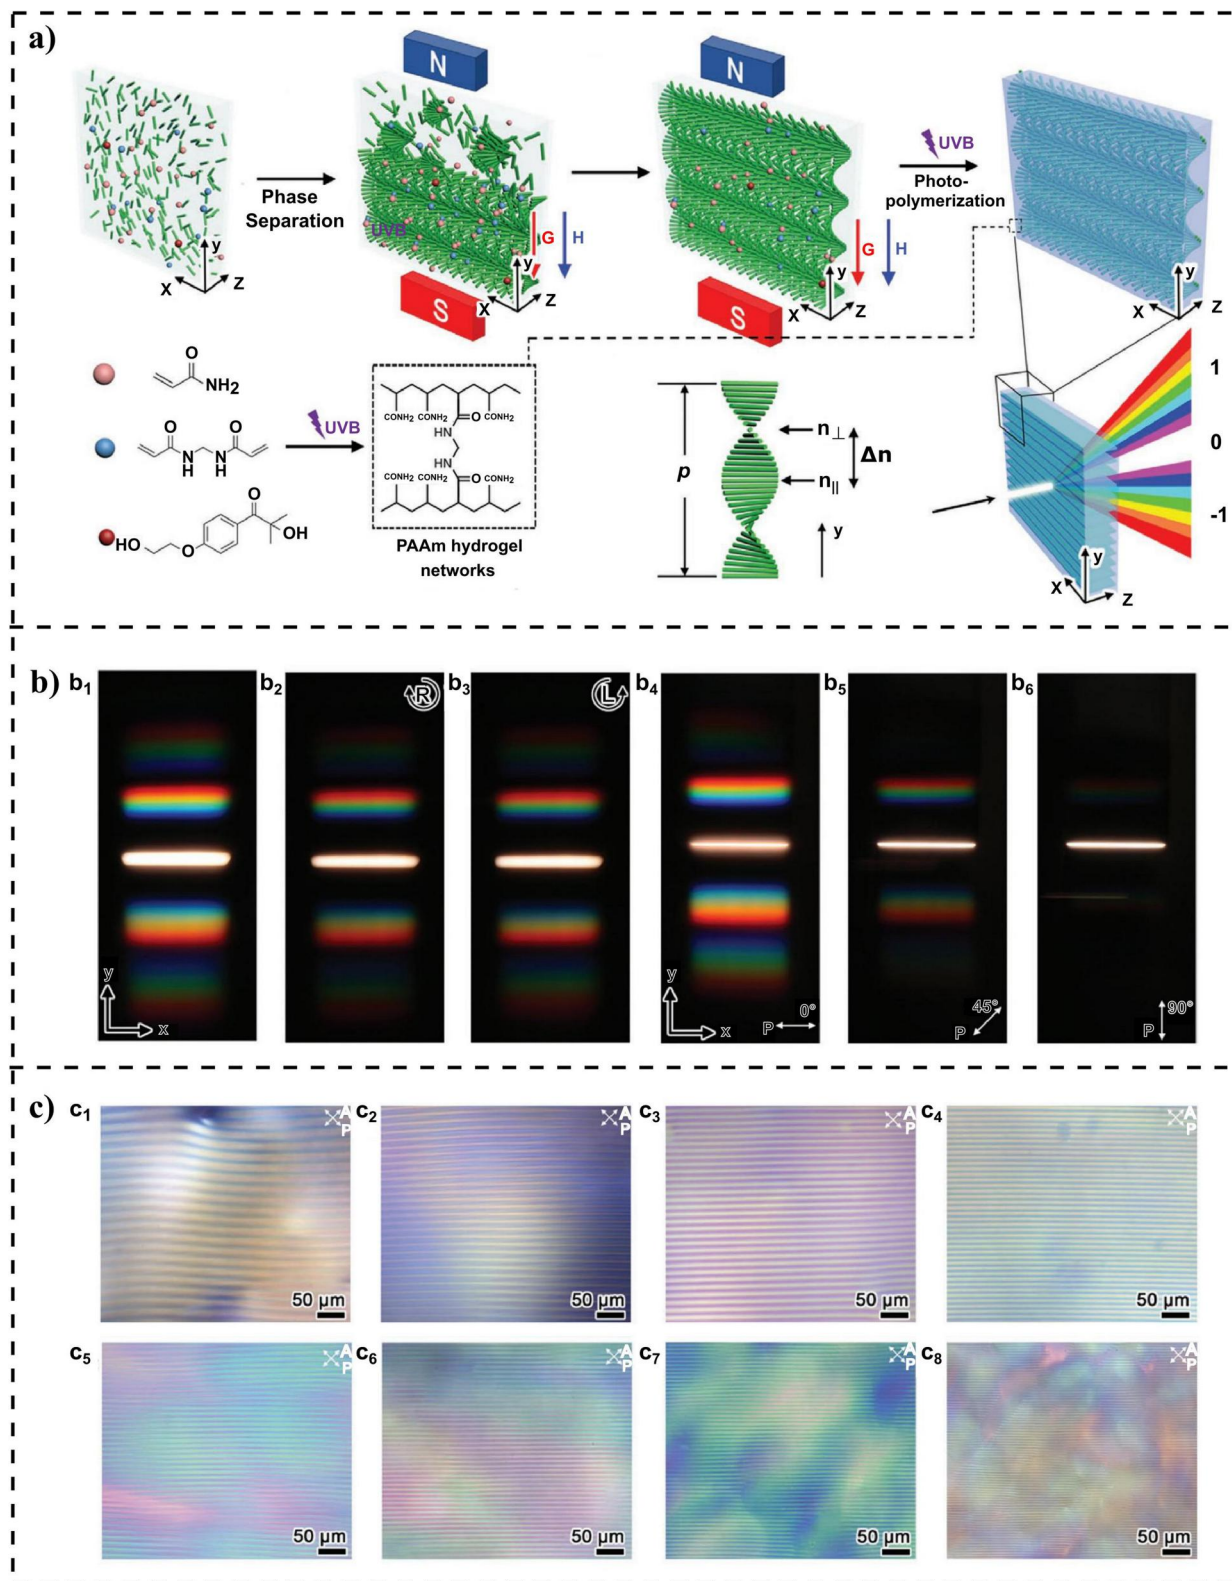 a)
N
N
UVB
Phase
Separation
Photo-
polymerization
UVB
G
H
G
H
y
X
Z
S
X
y
Z
S
X
y
Z
y
X
Z
O
NH2
O
O
N
H
N
H
UVB
CONH2
CONH2
O
CONH2
HN
HN
CONH2
CONH2
O
CONH2
HO
O
O
OH
PAAm hydrogel
networks
p
n⊥
Δn
n||
y
1
0
-1
y
X
Z
b)
b1
b2
R
b3
L
b4
b5
b6
y
x
y
x
P
0°
45°
P
P
90°
c)
c1
A
P
50 µm
c2
A
P
50 µm
c3
A
P
50 µm
c4
A
P
50 µm
c5
A
P
50 µm
c6
A
P
50 µm
c7
A
P
50 µm
c8
A
P
50 µm